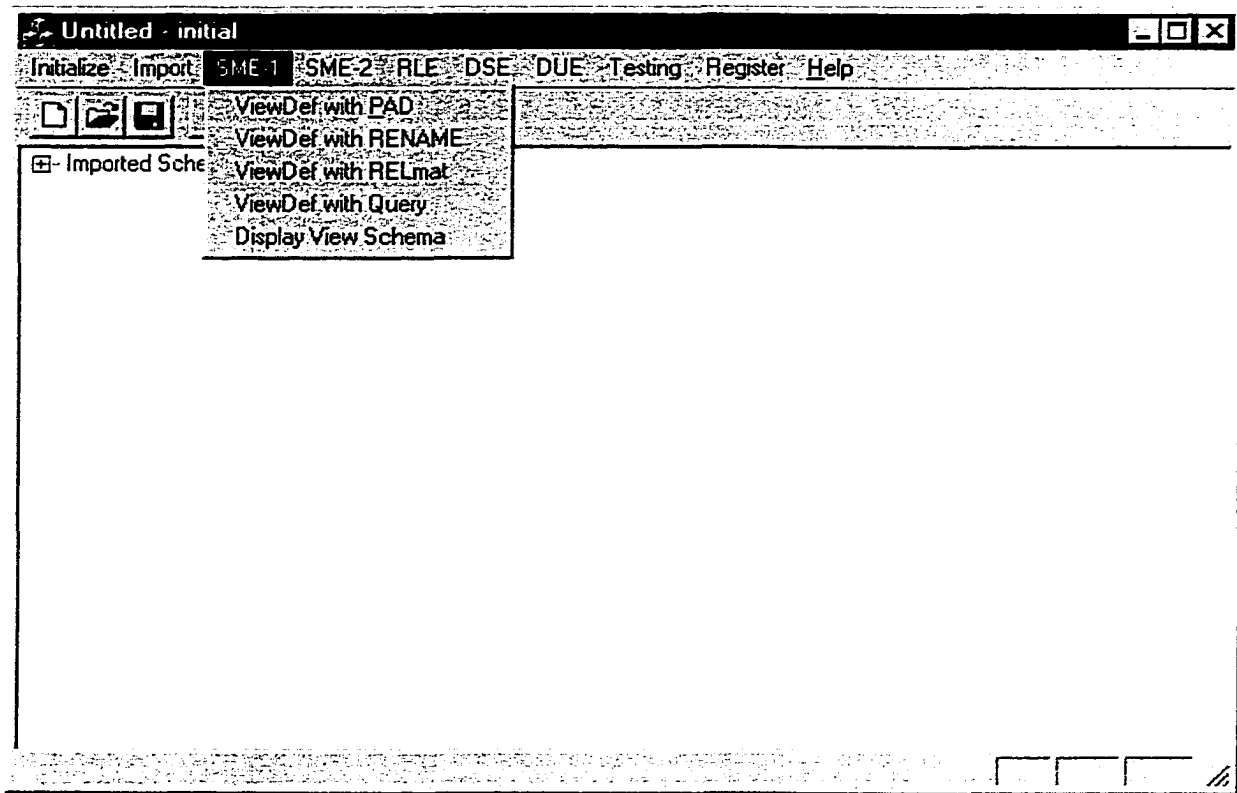 Untitled - initial
Initialize Import SME-1 SME-2 RLE DSE DUE Testing Register Help
ViewDef with PAD
ViewDef with RENAME
- Imported Sche
ViewDef with RELmat
ViewDef with Query
Display View Schema